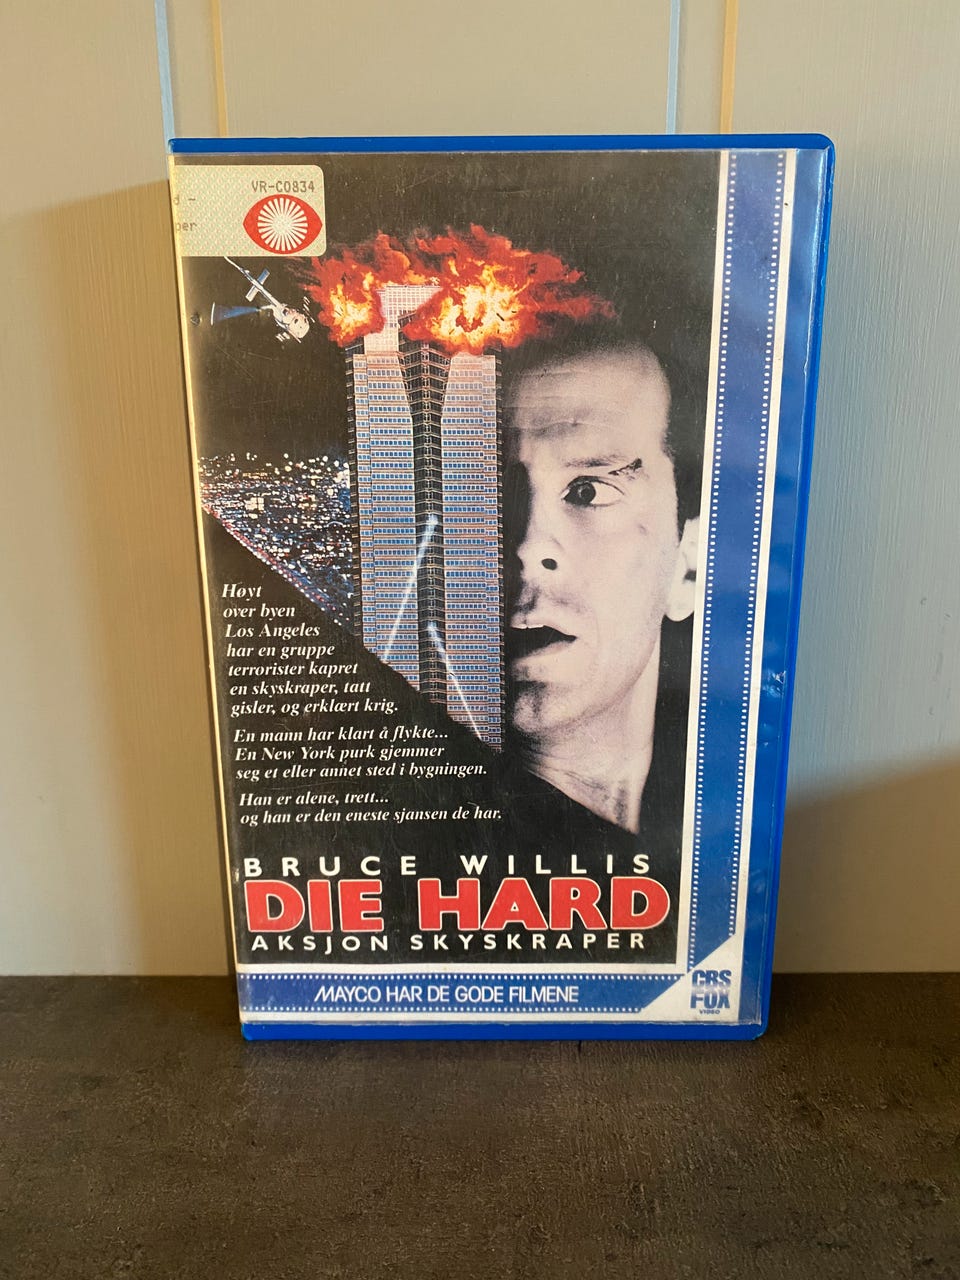 VR-C0834
Høyt
over byen
Los Angeles
har en gruppe
terrorister kapret
en skyskraper, tatt
gisler, og erklært krig.
En mann har klart å flykte...
En New York purk gjemmer
seg et eller annet sted i bygningen.
Han er alene, trett...
og han er den eneste sjansen de har.
BRUCE WILLIS
DIE HARD
AKSJON SKYSKRAPER
MAYCO HAR DE GODE FILMENE
CBS
FOX
VIDEO